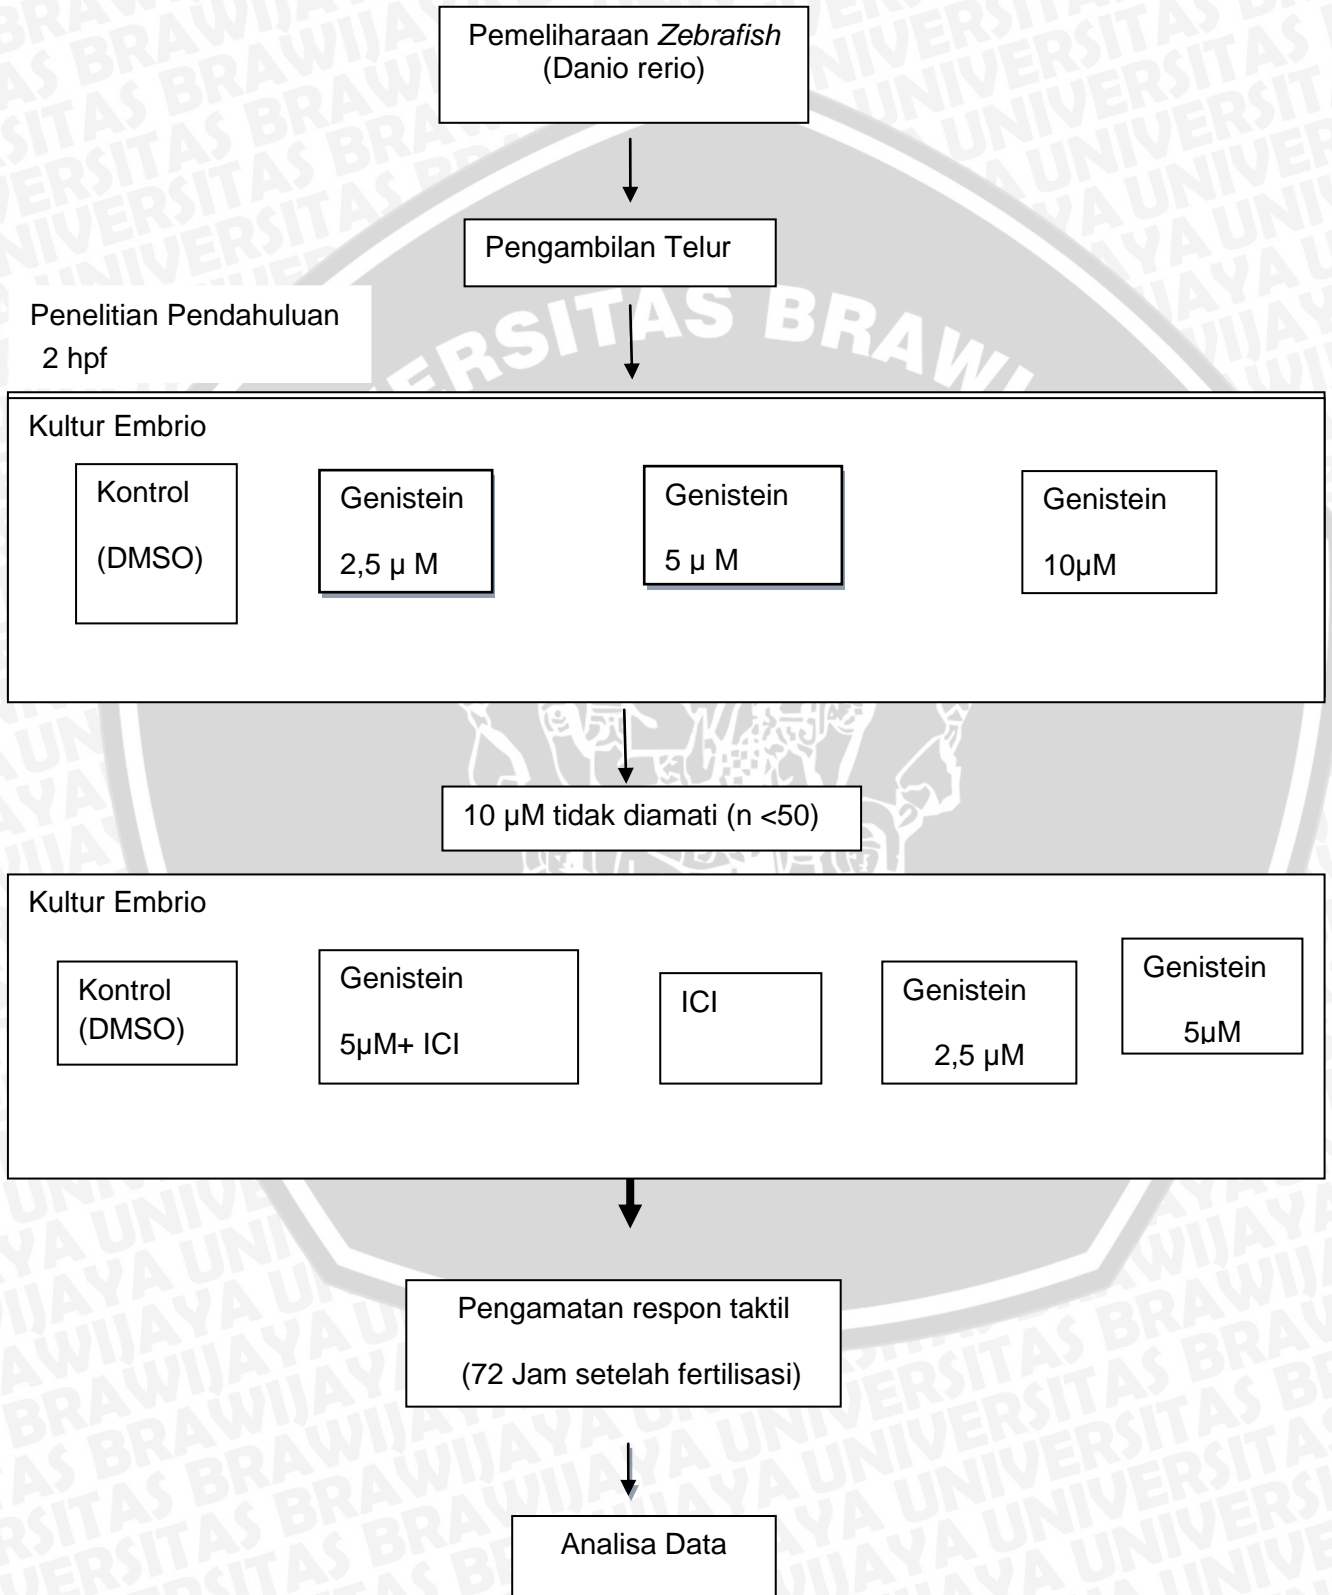 Pemeliharaan Zebrafish
(Danio rerio)
Pengambilan Telur
Penelitian Pendahuluan
2 hpf
Kultur Embrio
Kontrol
(DMSO)
Genistein
2,5 µ M
Genistein
5 µ M
Genistein
10µM
10 µM tidak diamati (n <50)
Kultur Embrio
Kontrol
(DMSO)
Genistein
5µM+ ICI
ICI
Genistein
2,5 µM
Genistein
5µM
Pengamatan respon taktil
(72 Jam setelah fertilisasi)
Analisa Data